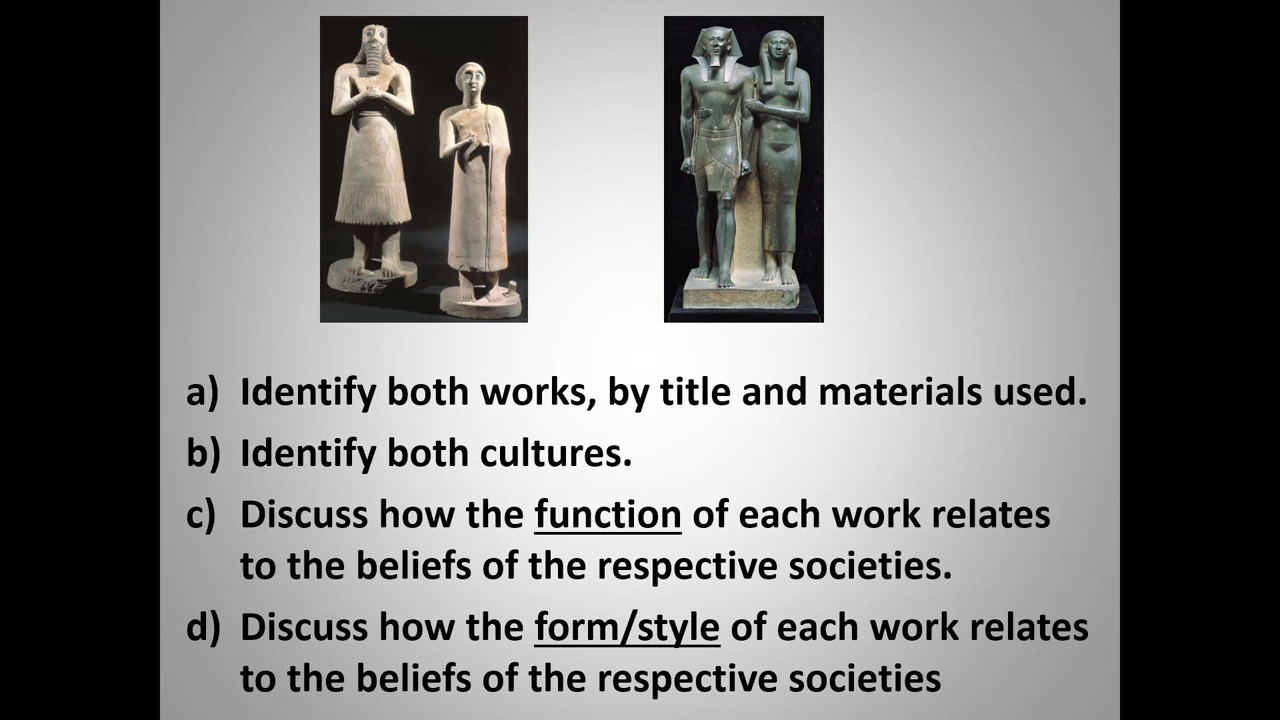 a) Identify both works, by title and materials used.
b) Identify both cultures.
c) Discuss how the function of each work relates
to the beliefs of the respective societies.
d) Discuss how the form/style of each work relates
to the beliefs of the respective societies